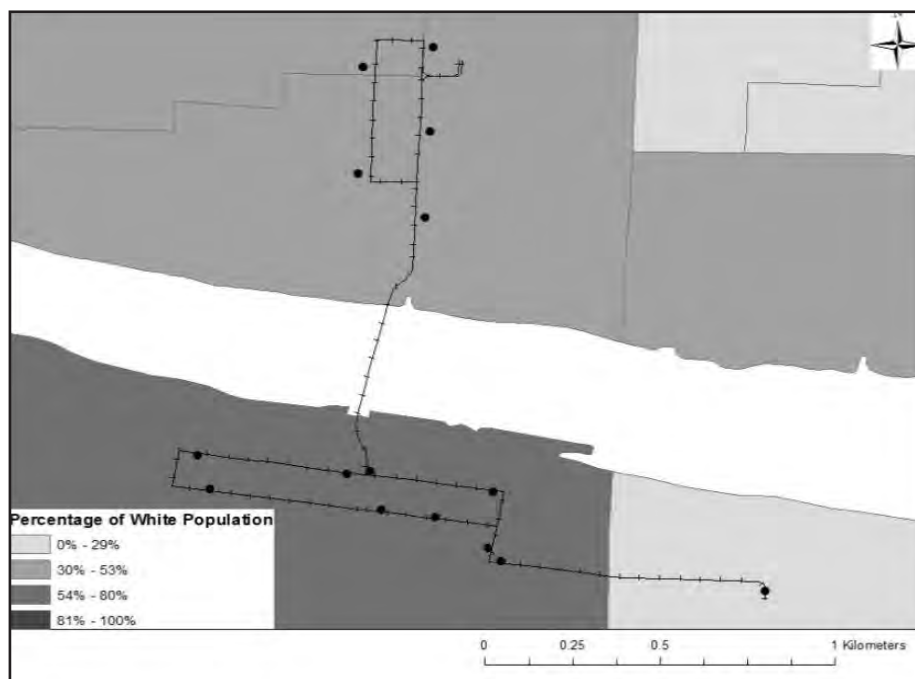 N
Percentage of White Population
0% - 29%
30% - 53%
54% - 80%
81% - 100%
0 0.25 0.5 1 Kilometers